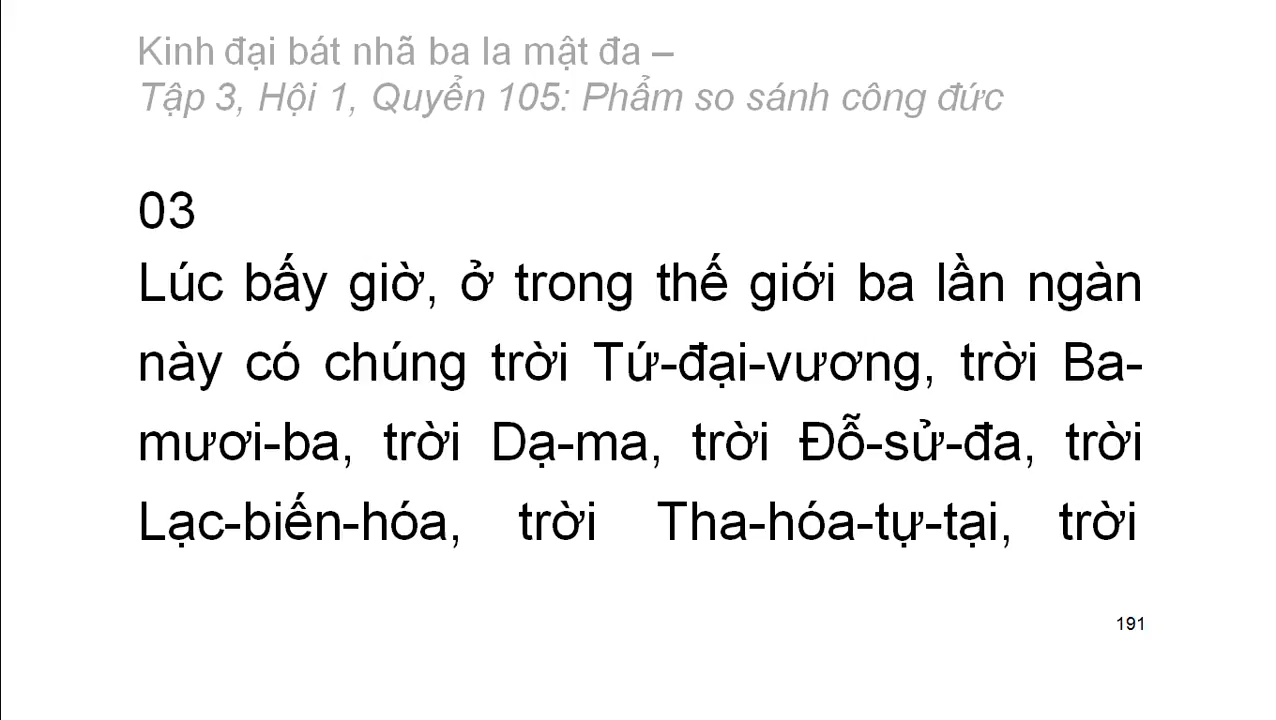 Kinh đại bát nhã ba la mật đa –
Tập 3, Hội 1, Quyển 105: Phẩm so sánh công đức
03
Lúc bấy giờ, ở trong thế giới ba lần ngàn
này có chúng trời Tứ-đại-vương, trời Ba-
mươi-ba, trời Dạ-ma, trời Đỗ-sử-đa, trời
Lạc-biến-hóa, trời Tha-hóa-tự-tại, trời
191